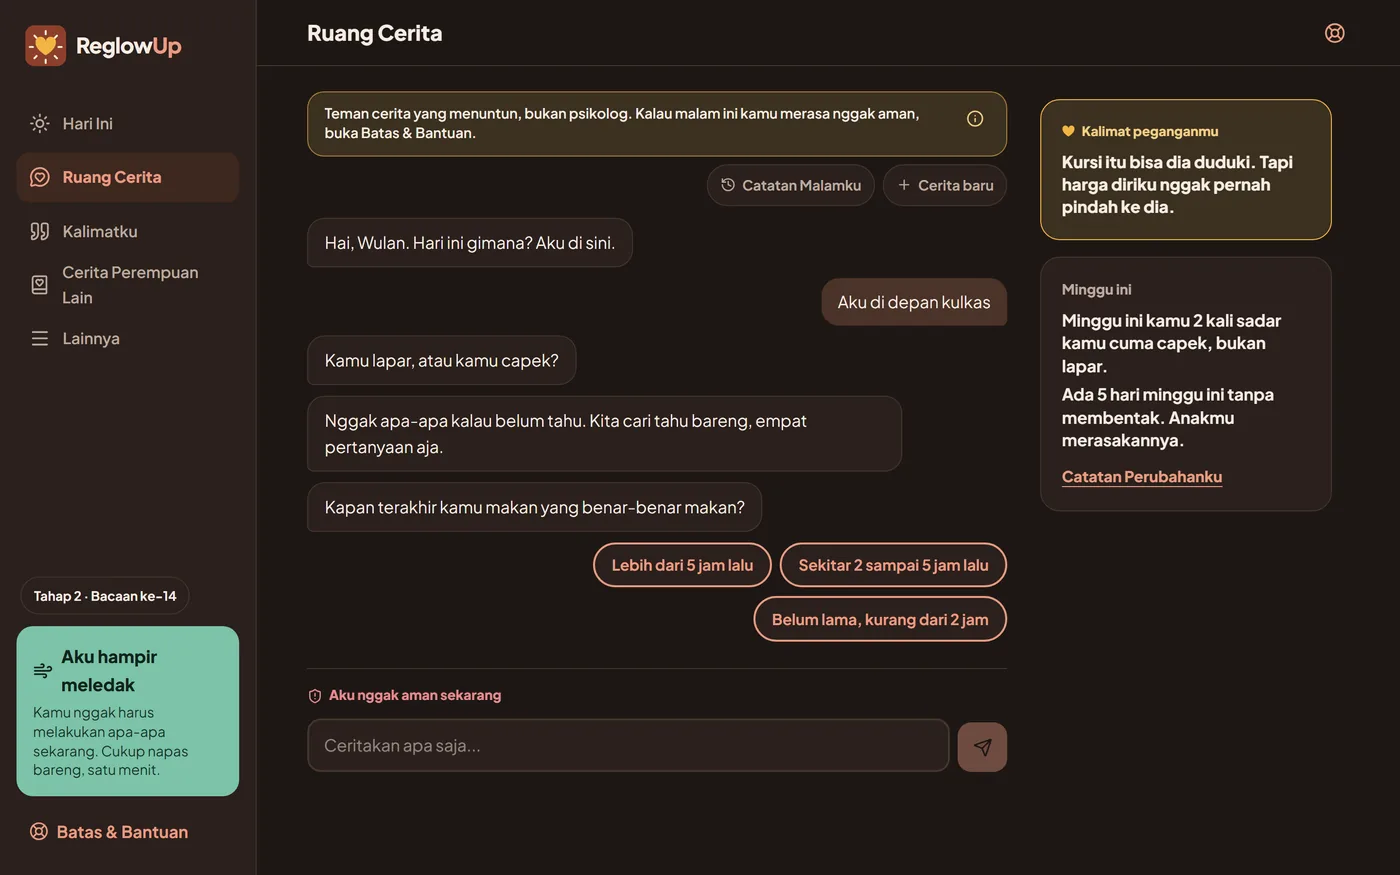 ReglowUp
Hari Ini
Ruang Cerita
Kalimatku
Cerita Perempuan
Lain
Lainnya
Tahap 2 · Bacaan ke-14
Aku hampir
meledak
Kamu nggak harus
melakukan apa-apa
sekarang. Cukup napas
bareng, satu menit.
Batas & Bantuan
Ruang Cerita
Teman cerita yang menuntun, bukan psikolog. Kalau malam ini kamu merasa nggak aman,
buka Batas & Bantuan.
Catatan Malamku
Cerita baru
Hai, Wulan. Hari ini gimana? Aku di sini.
Aku di depan kulkas
Kamu lapar, atau kamu capek?
Nggak apa-apa kalau belum tahu. Kita cari tahu bareng, empat
pertanyaan aja.
Kapan terakhir kamu makan yang benar-benar makan?
Lebih dari 5 jam lalu
Sekitar 2 sampai 5 jam lalu
Belum lama, kurang dari 2 jam
Aku nggak aman sekarang
Ceritakan apa saja...
Kalimat peganganmu
Kursi itu bisa dia duduki. Tapi
harga diriku nggak pernah
pindah ke dia.
Minggu ini
Minggu ini kamu 2 kali sadar
kamu cuma capek, bukan
lapar.
Ada 5 hari minggu ini tanpa
membentak. Anakmu
merasakannya.
Catatan Perubahanku